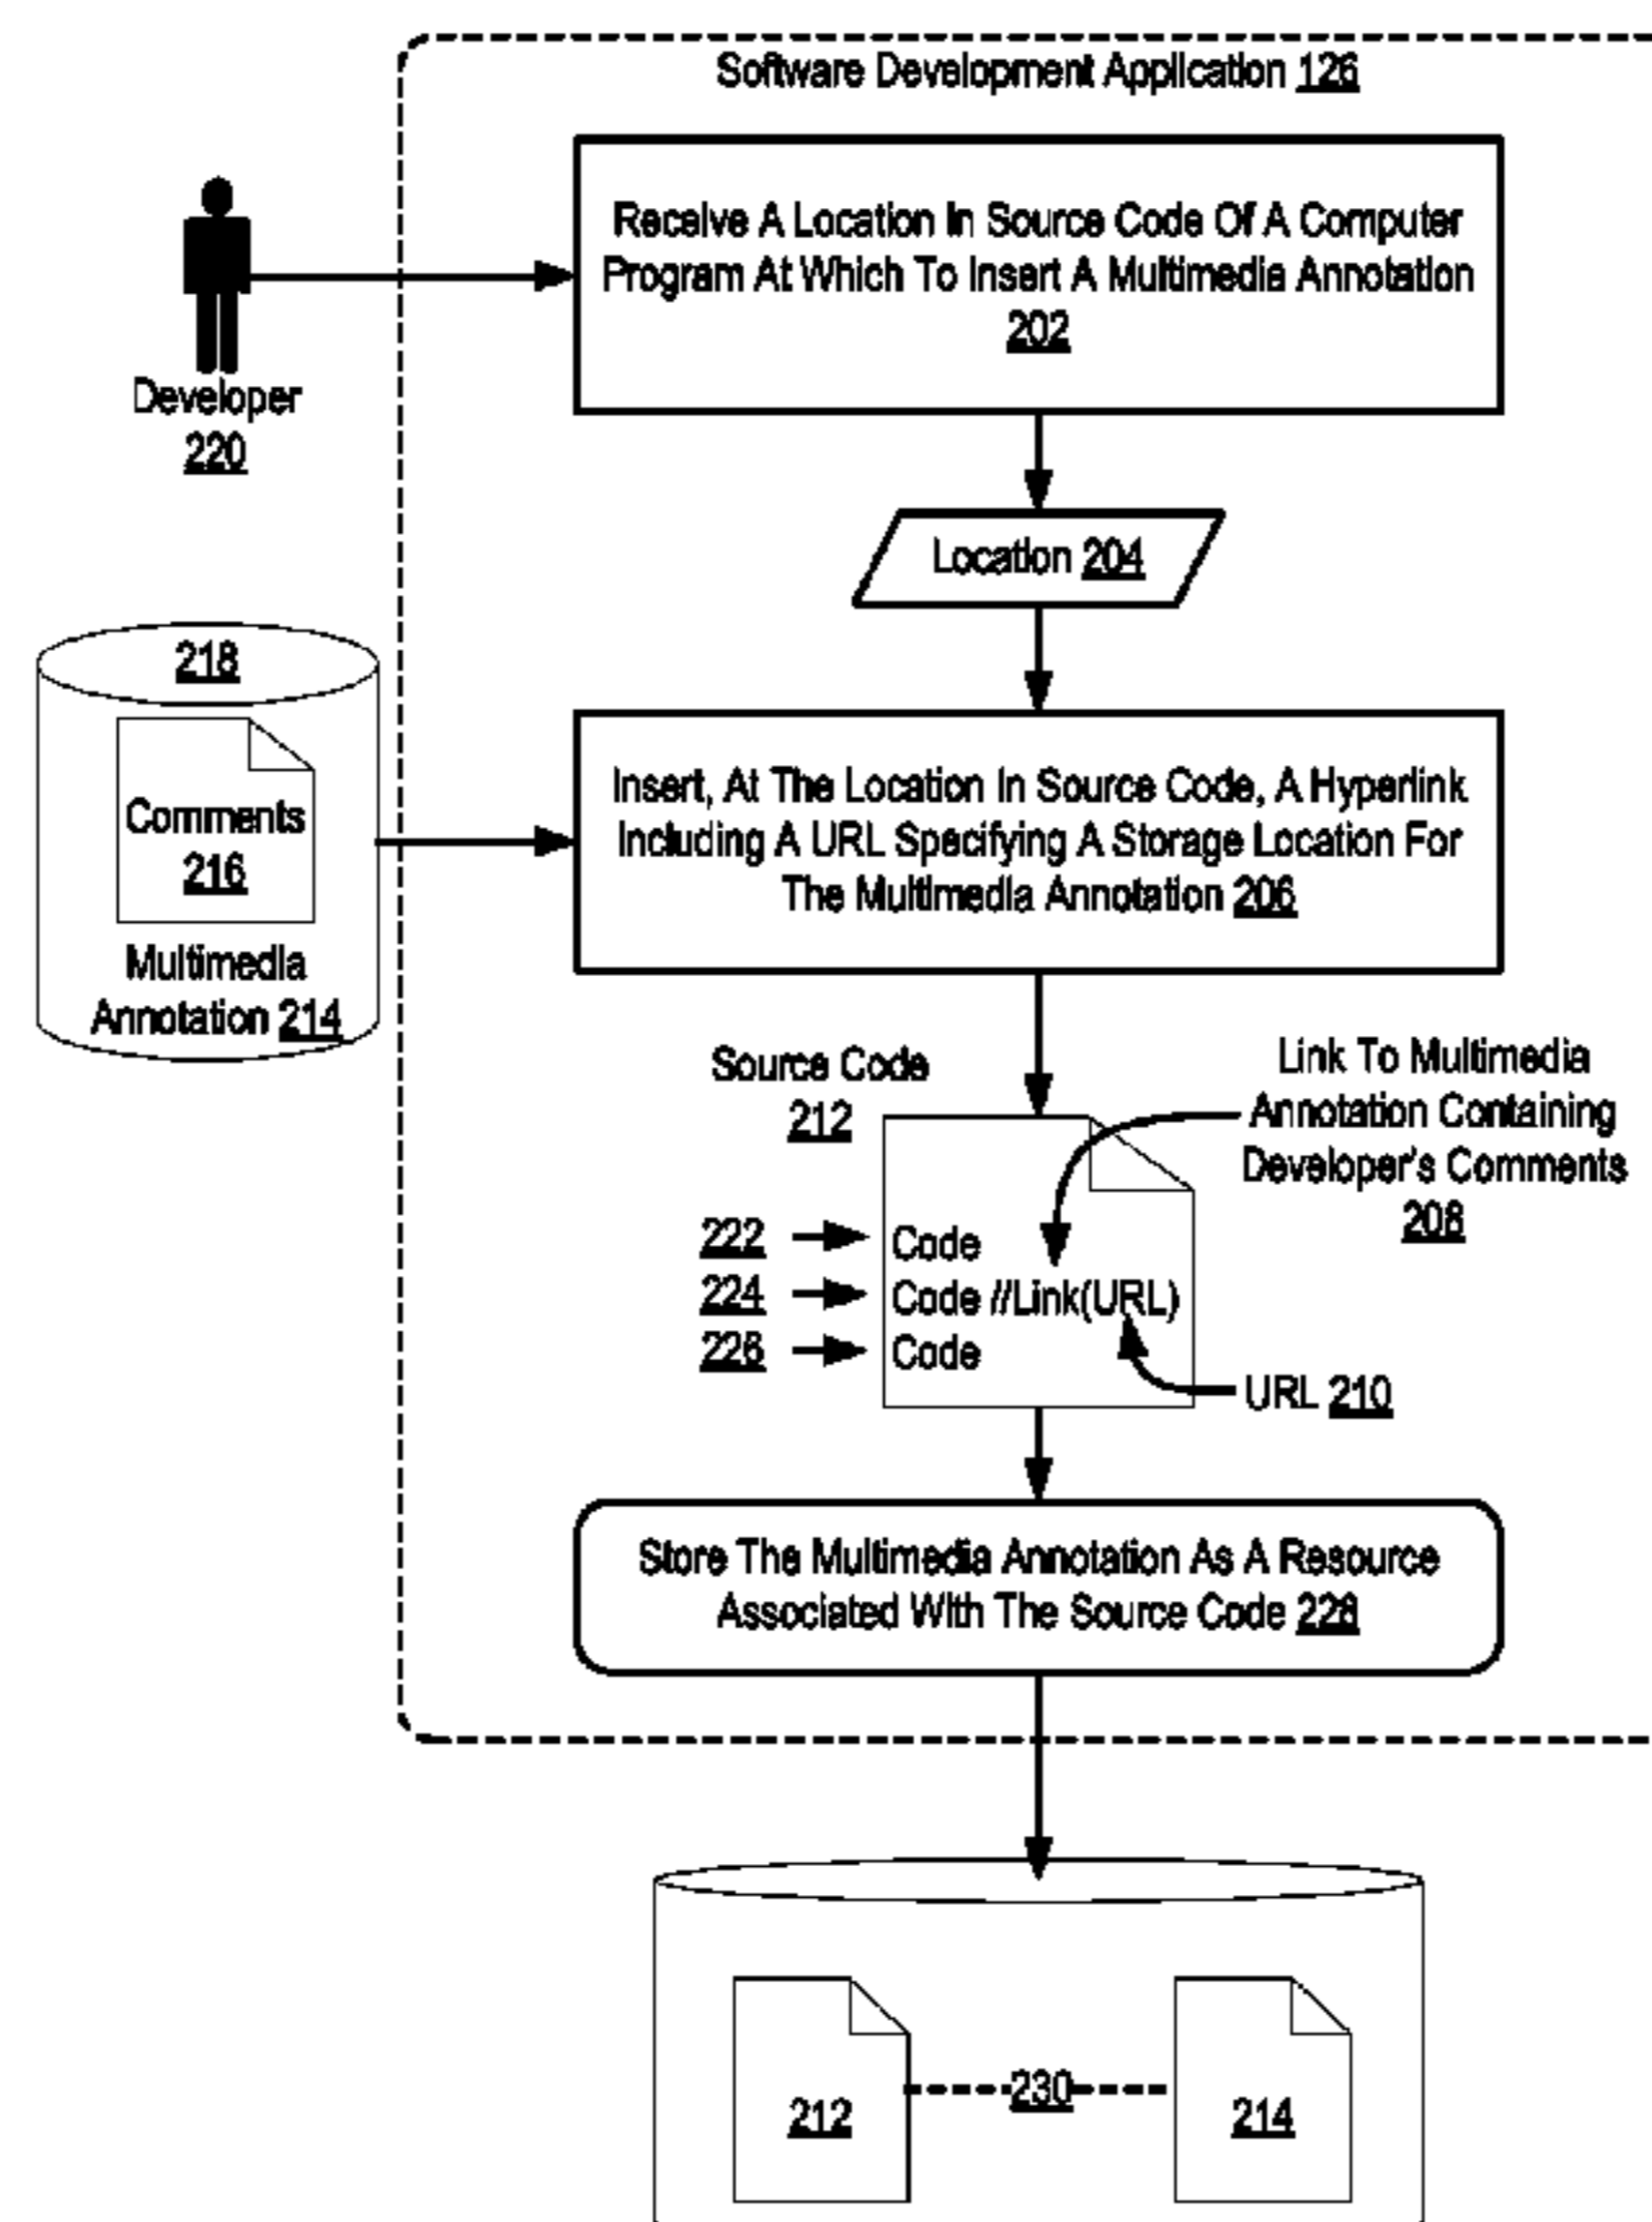 Software Development Application 126
Receive A Location In Source Code Of A Computer
Program At Which To Insert A Multimedia Annotation
202
Developer
220
Location 204
218
Comments
216
Multimedia
Annotation 214
Insert, At The Location In Source Code, A Hyperlink
Including A URL Specifying A Storage Location For
The Multimedia Annotation 206
Source Code
212
Link To Multimedia
Annotation Containing
Developer's Comments
208
222
Code
224
Code //Link(URL)
226
Code
URL 210
Store The Multimedia Annotation As A Resource
Associated With The Source Code 228
212
230
214